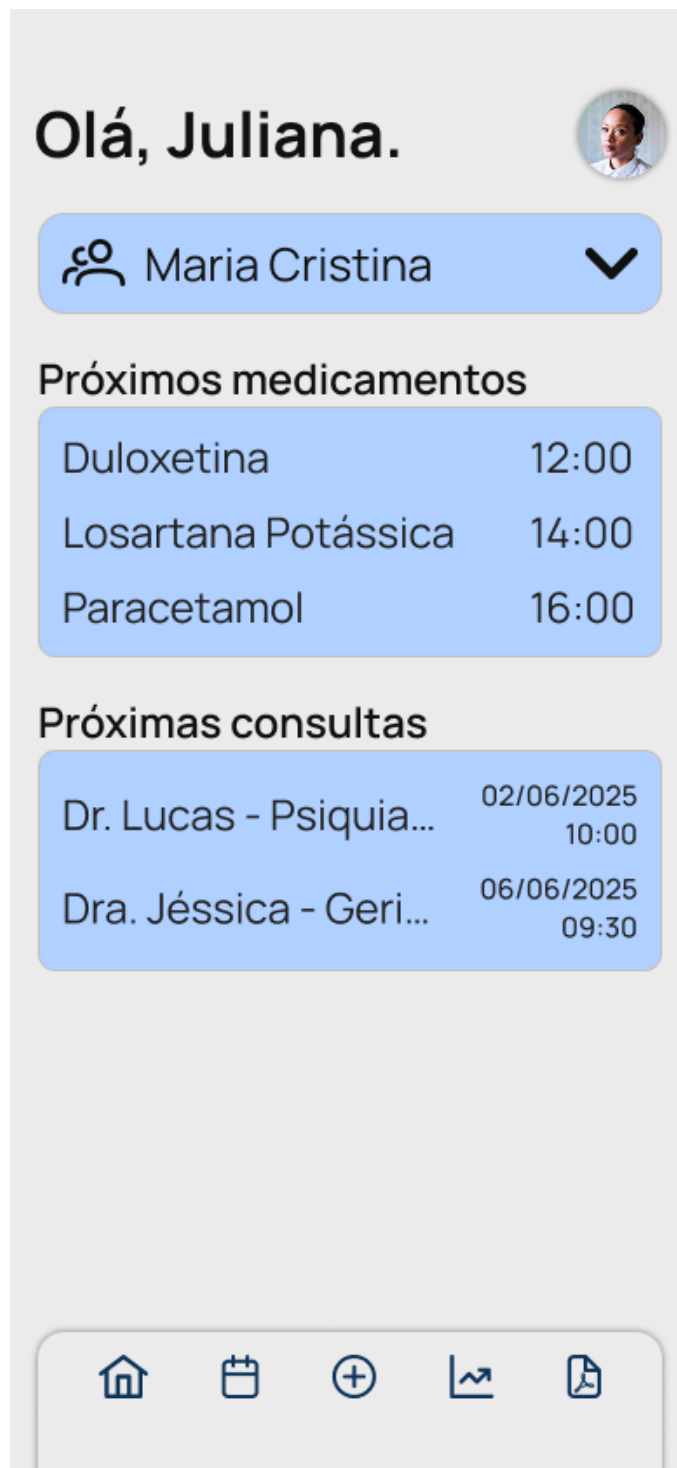 Olá, Juliana.
Maria Cristina
Próximos medicamentos
Duloxetina 12:00
Losartana Potássica 14:00
Paracetamol 16:00
Próximas consultas
Dr. Lucas - Psiquia... 02/06/2025
10:00
Dra. Jéssica - Geri... 06/06/2025
09:30